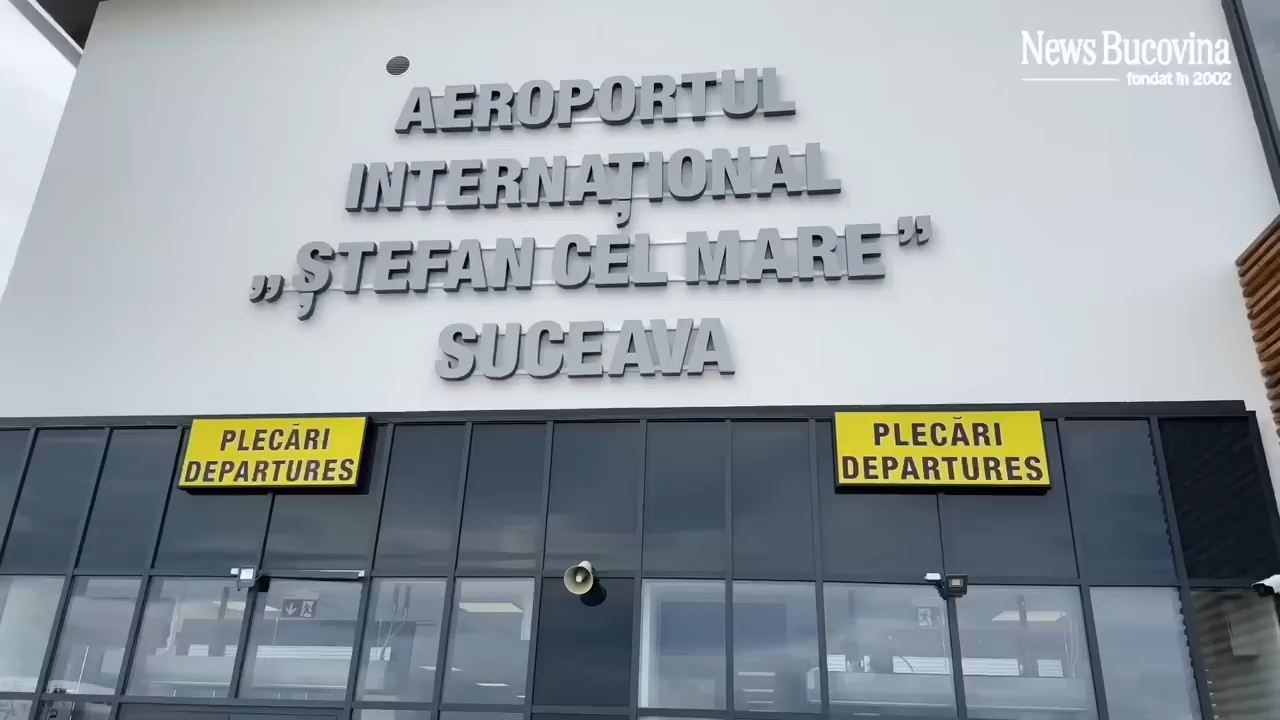 News Bucovina
fondat în 2002
AEROPORTUL
INTERNAȚIONAL
„ȘTEFAN CEL MARE”
SUCEAVA
PLECĂRI
DEPARTURES
PLECĂRI
DEPARTURES